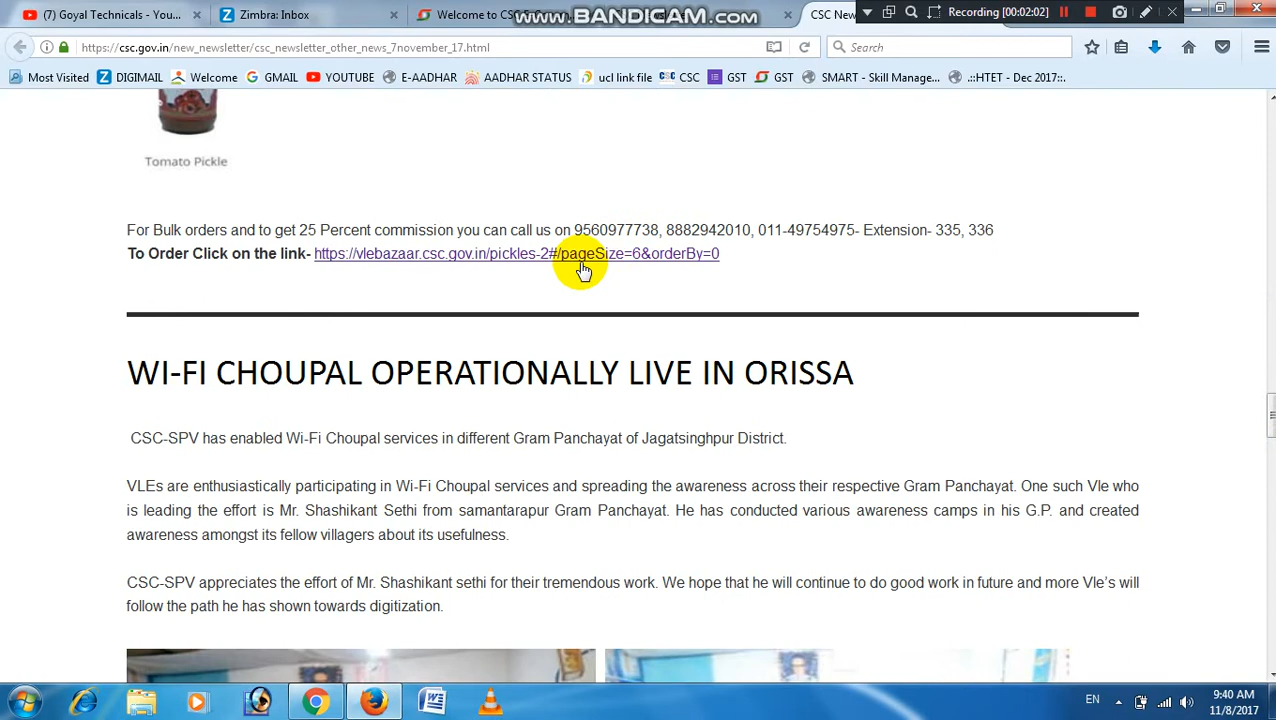 (7) Goyal Technicals - You...
Zimbra: Inbox
Welcome to CS
CSC Ne
www.BANDICAM.com
Recording [00:02:02]
https://csc.gov.in/new_newsletter/csc_newsletter_other_news_7november_17.html
Search
Most Visited
DIGIMAIL
Welcome
GMAIL
YOUTUBE
E-AADHAR
AADHAR STATUS
ucl link file
CSC
GST
GST
SMART - Skill Manage...
.::HTET - Dec 2017::.
Tomato Pickle
For Bulk orders and to get 25 Percent commission you can call us on 9560977738, 8882942010, 011-49754975- Extension- 335, 336
To Order Click on the link- https://vlebazaar.csc.gov.in/pickles-2#/pageSize=6&orderBy=0
WI-FI CHOUPAL OPERATIONALLY LIVE IN ORISSA
CSC-SPV has enabled Wi-Fi Choupal services in different Gram Panchayat of Jagatsinghpur District.
VLEs are enthusiastically participating in Wi-Fi Choupal services and spreading the awareness across their respective Gram Panchayat. One such Vle who
is leading the effort is Mr. Shashikant Sethi from samantarapur Gram Panchayat. He has conducted various awareness camps in his G.P. and created
awareness amongst its fellow villagers about its usefulness.
CSC-SPV appreciates the effort of Mr. Shashikant sethi for their tremendous work. We hope that he will continue to do good work in future and more Vle's will
follow the path he has shown towards digitization.
EN
9:40 AM
11/8/2017